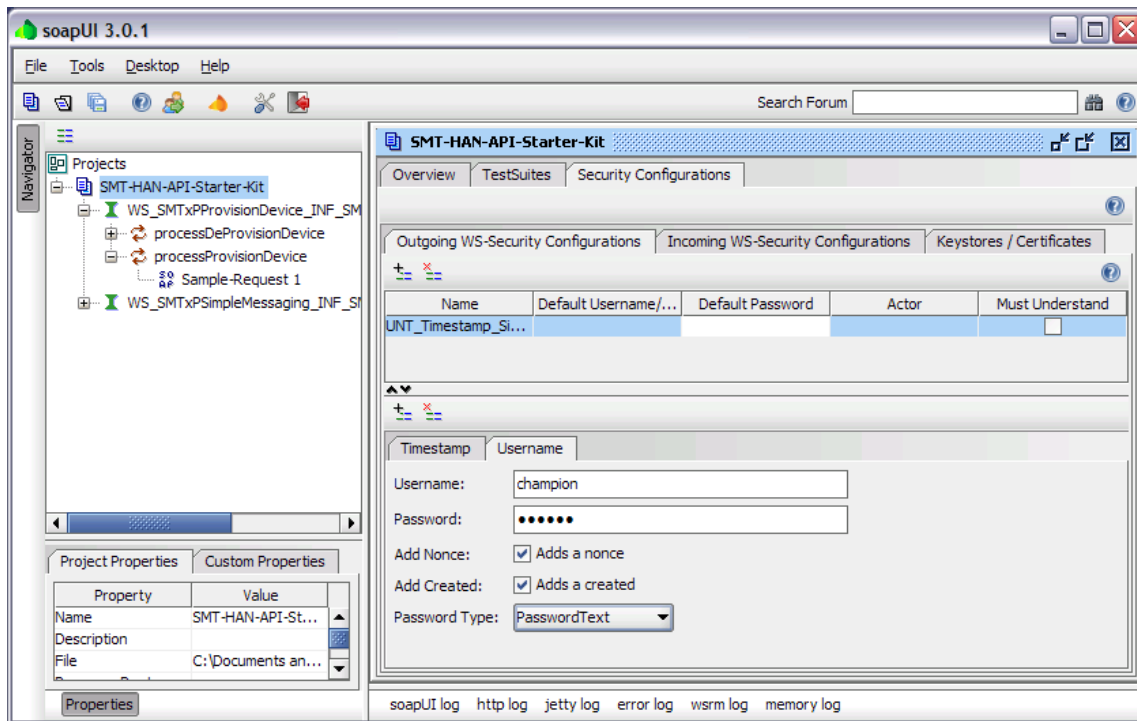 soapUI 3.0.1
File Tools Desktop Help
Search Forum
Navigator
Projects
SMT-HAN-API-Starter-Kit
WS_SMTxPProvisionDevice_INF_SM
processDeProvisionDevice
processProvisionDevice
Sample-Request 1
WS_SMTxPSimpleMessaging_INF_SM
Project Properties Custom Properties
Property Value
Name SMT-HAN-API-St...
Description
File C:\Documents an...
Properties
SMT-HAN-API-Starter-Kit
Overview TestSuites Security Configurations
Outgoing WS-Security Configurations Incoming WS-Security Configurations Keystores / Certificates
Name Default Username/... Default Password Actor Must Understand
UNT_Timestamp_Si...
Timestamp Username
Username: champion
Password: ••••••
Add Nonce: Adds a nonce
Add Created: Adds a created
Password Type: PasswordText
soapUI log http log jetty log error log wsrm log memory log